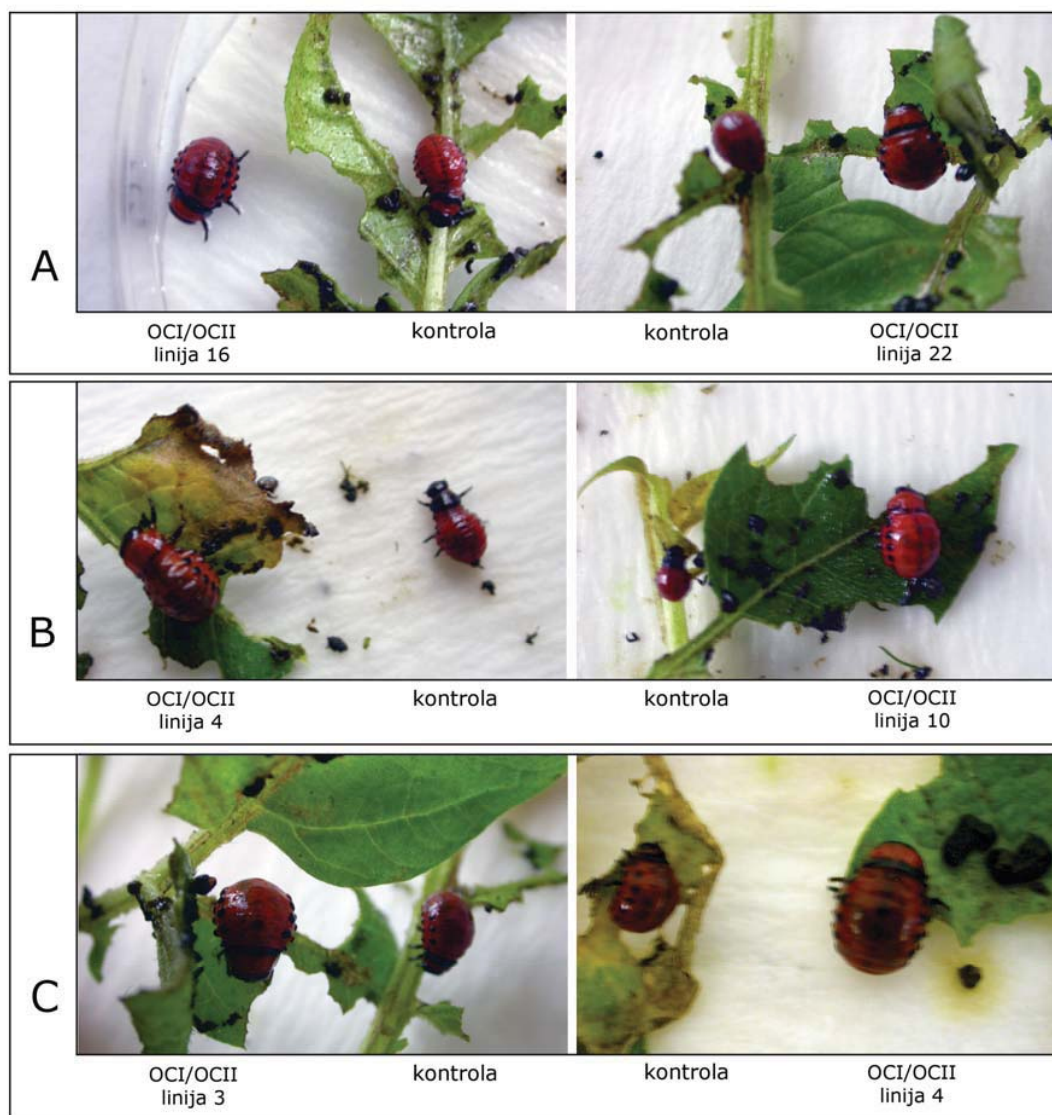 A
OCI/OCII
linija 16
kontrola
kontrola
OCI/OCII
linija 22
B
OCI/OCII
linija 4
kontrola
kontrola
OCI/OCII
linija 10
C
OCI/OCII
linija 3
kontrola
kontrola
OCI/OCII
linija 4